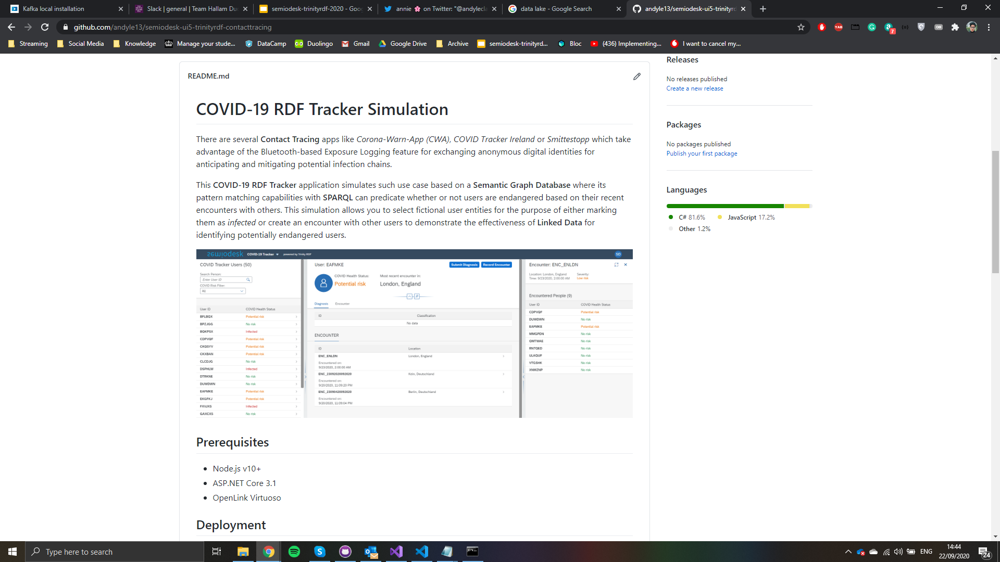 Kafka local installation
Slack | general | Team Hallam Du
semiodesk-trinityrdf-2020 - Goo
annie 🌸 on Twitter: "@andylecla
data lake - Google Search
andyle13/semiodesk-ui5-trinityrd
github.com/andyle13/semiodesk-ui5-trinityrdf-contacttracing
YAB
7
Streaming
Social Media
Knowledge
Manage your stude...
DataCamp
Duolingo
Gmail
Google Drive
Archive
semiodesk-trinityrd...
Bloc
(436) Implementing...
I want to cancel my...
README.md
COVID-19 RDF Tracker Simulation
There are several Contact Tracing apps like Corona-Warn-App (CWA), COVID Tracker Ireland or Smittestopp which take
advantage of the Bluetooth-based Exposure Logging feature for exchanging anonymous digital identities for
anticipating and mitigating potential infection chains.
This COVID-19 RDF Tracker application simulates such use case based on a Semantic Graph Database where its
pattern matching capabilities with SPARQL can predicate whether or not users are endangered based on their recent
encounters with others. This simulation allows you to select fictional user entities for the purpose of either marking
them as infected or create an encounter with other users to demonstrate the effectiveness of Linked Data for
identifying potentially endangered users.
semiodesk COVID-19 Tracker powered by Trinity RDF
SD
COVID Tracker Users (50)
Search Person:
Enter User ID
COVID Risk Filter:
All
User ID COVID Health Status
BFLBQX Potential risk
BPZJGG No risk
BQKPSX Infected
CDPVQF Potential risk
CKQSYV Potential risk
CKXBAN Potential risk
CLCDJG No risk
DSPHLW Infected
DTRKNE No risk
DUWDWN No risk
EAFMKE Potential risk
EKGFKJ Potential risk
FXVJXS Infected
GAXCXS No risk
User: EAFMKE
Submit Diagnosis Record Encounter
COVID Health Status: Most recent encounter in:
Potential risk London, England
Diagnosis Encounter
ID Classification
No data
ENCOUNTER
ID Location
ENC_ENLDN London, England
Encountered on:
9/23/2020, 2:00:00 AM
ENC_23092020092020 Köln, Deutschland
Encountered on:
9/20/2020, 11:09:20 PM
ENC_23090420092020 Berlin, Deutschland
Encountered on:
9/20/2020, 11:09:04 PM
Encounter: ENC_ENLDN
Location: London, England Severity:
Time: 9/23/2020, 2:00:00 AM Low risk
Encountered People (9)
User ID COVID Health Status
CDPVQF Potential risk
DUWDWN No risk
EAFMKE Potential risk
MMGPDN No risk
QMTWAE No risk
RNTQED No risk
ULKQUF No risk
VTGSHK No risk
XNMZNP No risk
Prerequisites
Node.js v10+
ASP.NET Core 3.1
OpenLink Virtuoso
Deployment
Releases
No releases published
Create a new release
Packages
No packages published
Publish your first package
Languages
C# 81.6% JavaScript 17.2%
Other 1.2%
Type here to search
ENG
14:44
22/09/2020
24